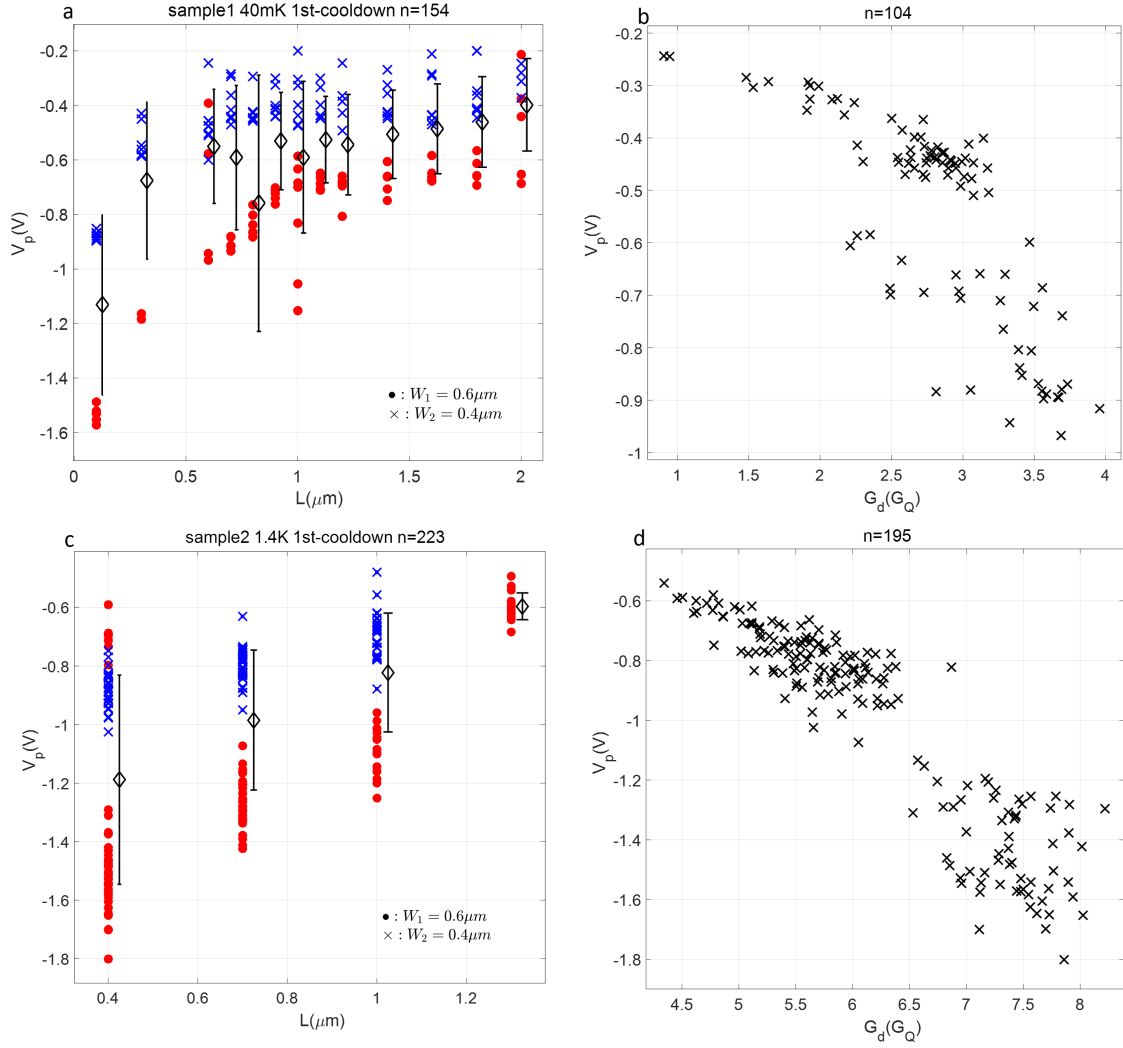 a
sample1 40mK 1st-cooldown n=154
-0.2
-0.4
-0.6
-0.8
-1
-1.2
-1.4
-1.6
V_p(V)
0 0.5 1 1.5 2
L(μm)
● : W₁ = 0.6μm
× : W₂ = 0.4μm
b
n=104
-0.2
-0.3
-0.4
-0.5
-0.6
-0.7
-0.8
-0.9
-1
V_p(V)
1 1.5 2 2.5 3 3.5 4
G_d(G_Q)
c
sample2 1.4K 1st-cooldown n=223
-0.6
-0.8
-1
-1.2
-1.4
-1.6
-1.8
V_p(V)
0.4 0.6 0.8 1 1.2
L(μm)
● : W₁ = 0.6μm
× : W₂ = 0.4μm
d
n=195
-0.6
-0.8
-1
-1.2
-1.4
-1.6
-1.8
V_p(V)
4.5 5 5.5 6 6.5 7 7.5 8
G_d(G_Q)